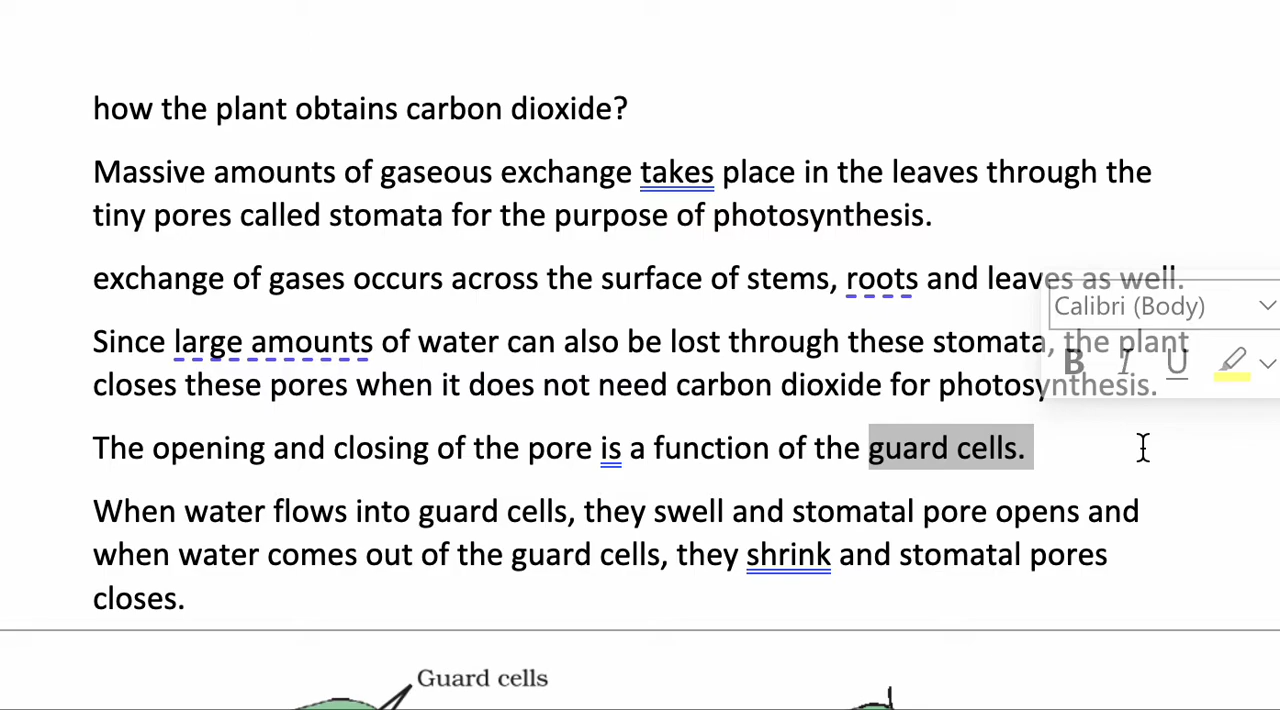 how the plant obtains carbon dioxide?
Massive amounts of gaseous exchange takes place in the leaves through the
tiny pores called stomata for the purpose of photosynthesis.
exchange of gases occurs across the surface of stems, roots and leaves as well.
Calibri (Body)
Since large amounts of water can also be lost through these stomata, the plant
B I U
closes these pores when it does not need carbon dioxide for photosynthesis.
The opening and closing of the pore is a function of the guard cells.
When water flows into guard cells, they swell and stomatal pore opens and
when water comes out of the guard cells, they shrink and stomatal pores
closes.
Guard cells